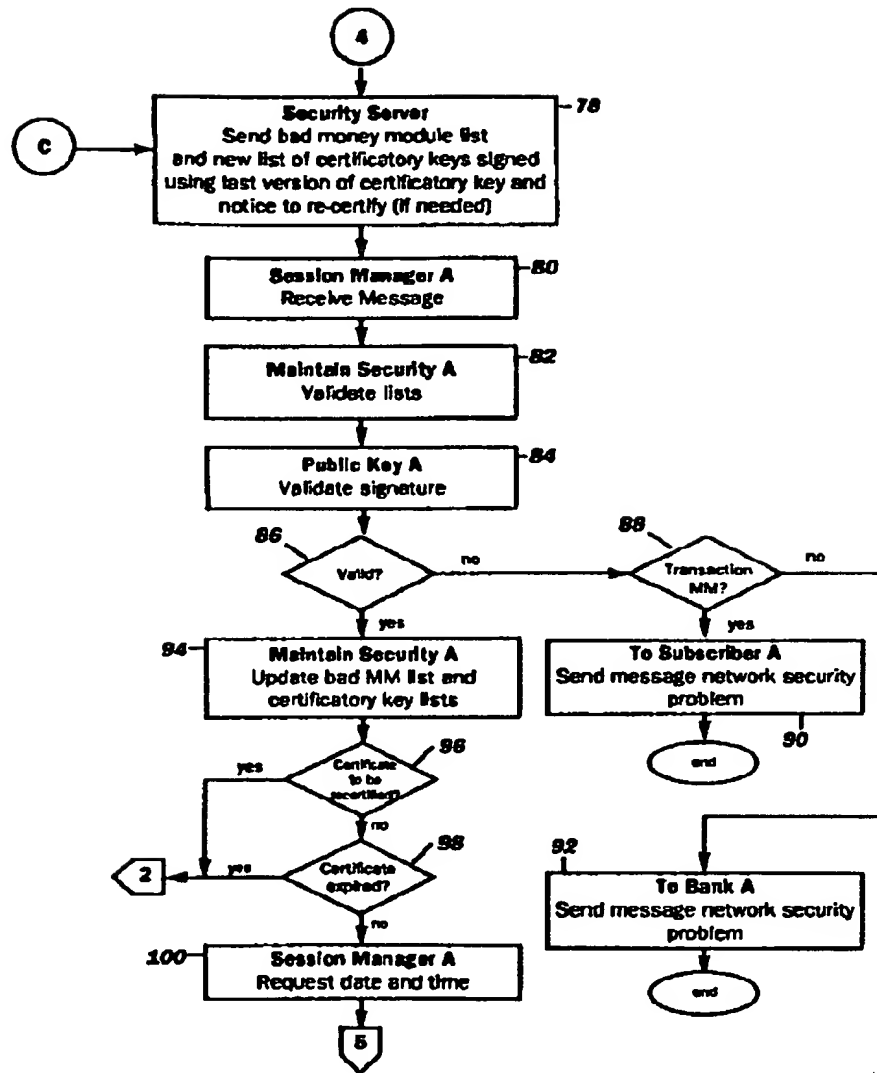 4
Security Server
78
Send bad money module list
C
and new list of certificatory keys signed
using last version of certificatory key and
notice to re-certify (if needed)
Session Manager A
80
Receive Message
Maintain Security A
82
Validate lists
Public Key A
84
Validate signature
86
Valid?
no
88
Transaction
MM?
no
yes
yes
94
Maintain Security A
Update bad MM list and
certificatory key lists
To Subscriber A
Send message network security
problem
90
end
yes
Certificate
to be
recertified?
96
no
2
yes
Certificate
expired?
98
no
92
To Bank A
Send message network security
problem
end
100
Session Manager A
Request date and time
5